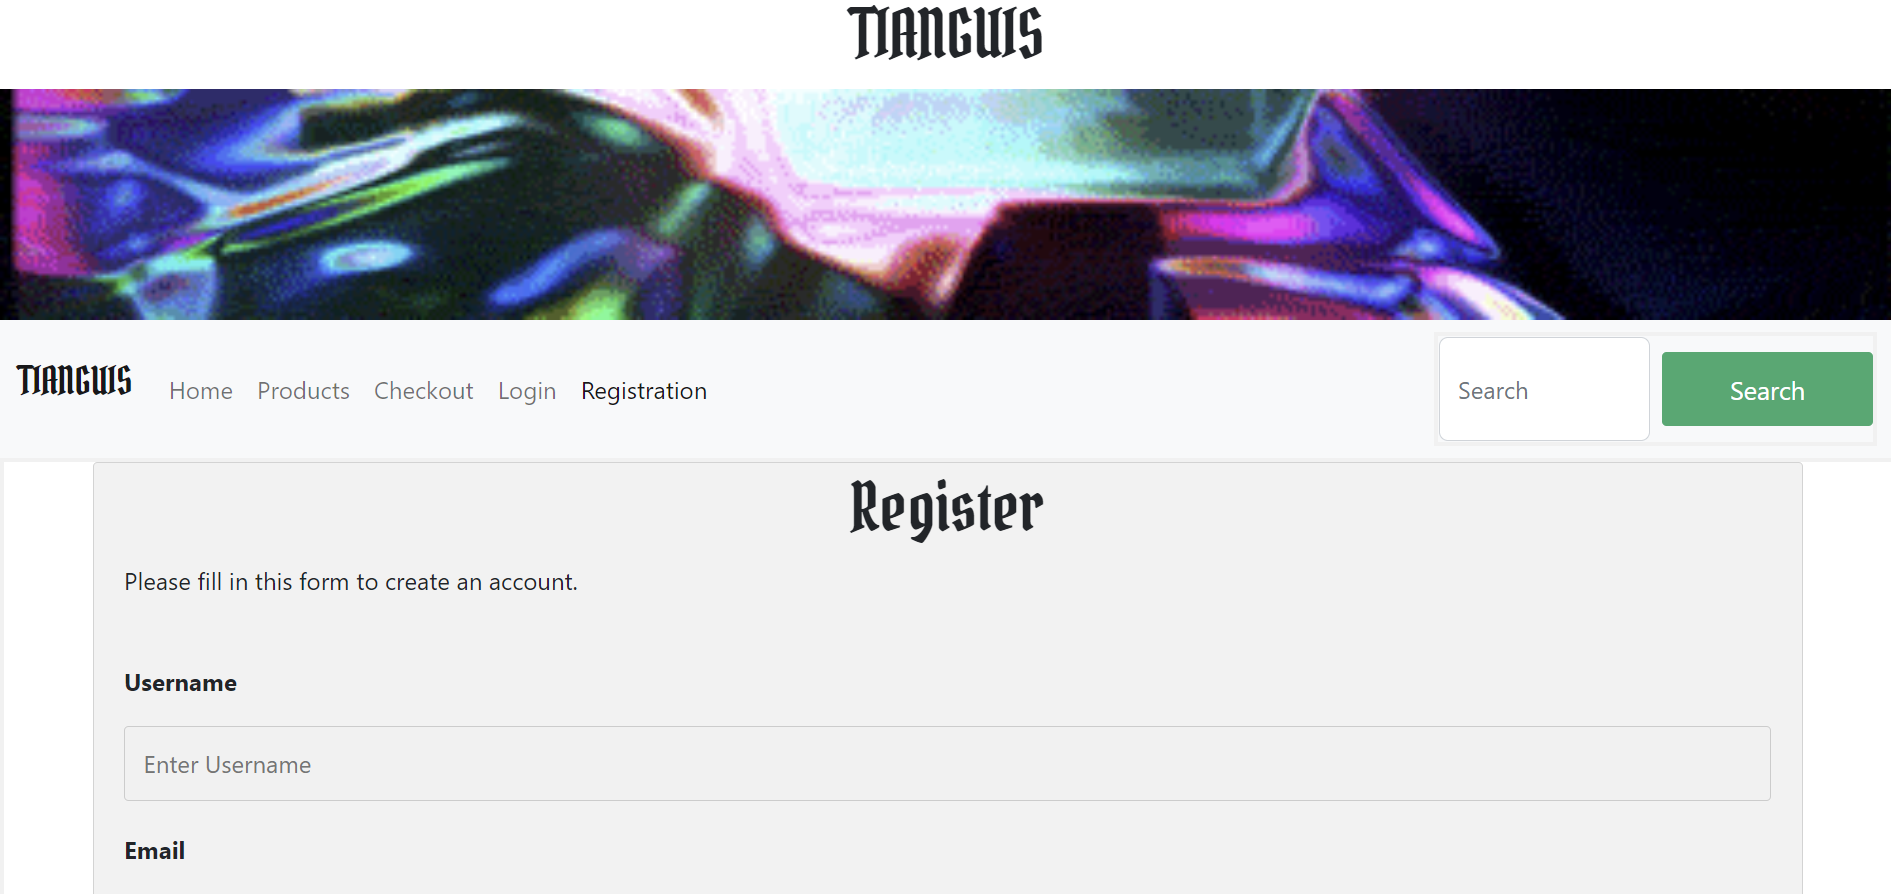 TIANGUIS
TIANGUIS Home Products Checkout Login Registration Search Search
Register
Please fill in this form to create an account.
Username
Enter Username
Email